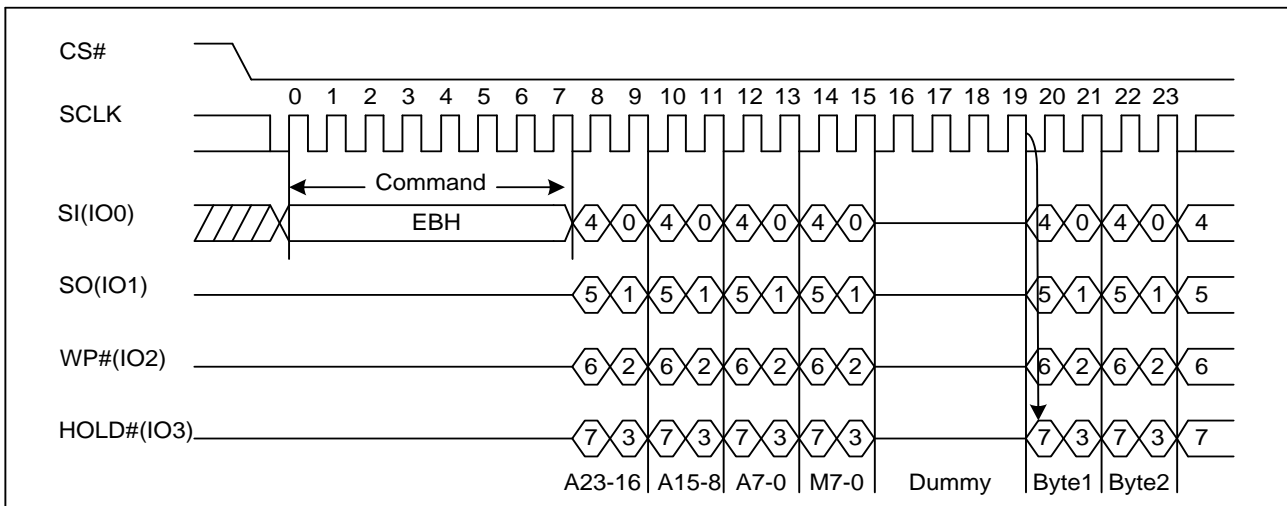 CS#
0 1 2 3 4 5 6 7 8 9 10 11 12 13 14 15 16 17 18 19 20 21 22 23
SCLK
Command
SI(IO0) EBH 4 0 4 0 4 0 4 0 4 0 4 0 4
SO(IO1) 5 1 5 1 5 1 5 1 5 1 5 1 5
WP#(IO2) 6 2 6 2 6 2 6 2 6 2 6 2 6
HOLD#(IO3) 7 3 7 3 7 3 7 3 7 3 7 3 7
A23-16 A15-8 A7-0 M7-0 Dummy Byte1 Byte2